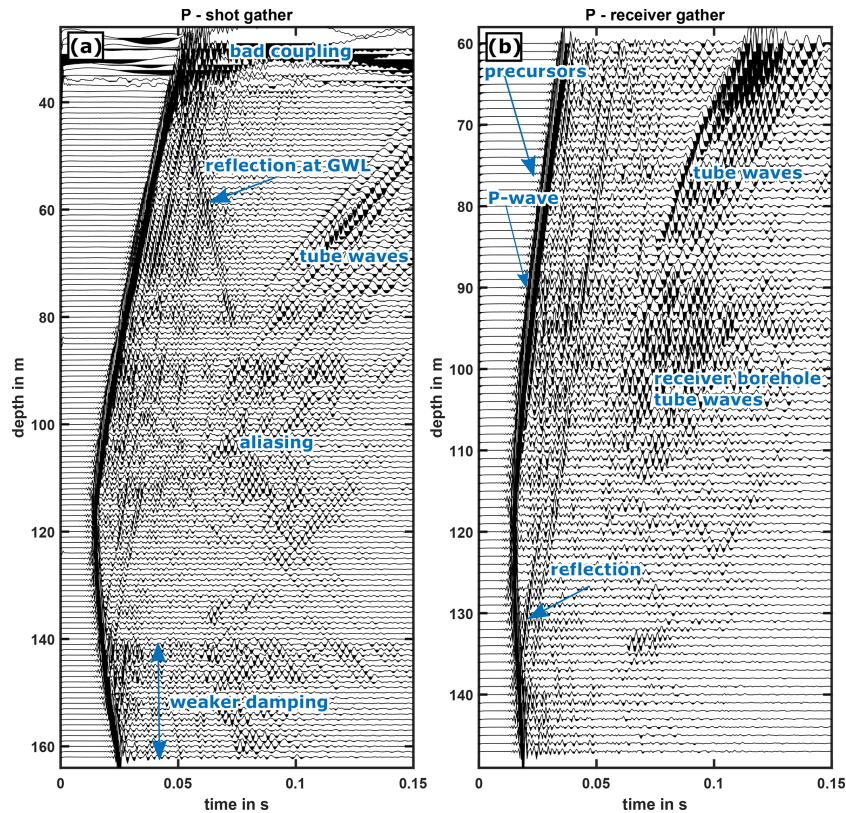 P - shot gather
(a)
bad coupling
reflection at GWL
tube waves
aliasing
weaker damping
40
60
80
100
120
140
160
depth in m
0
0.05
0.1
0.15
time in s
P - receiver gather
(b)
precursors
tube waves
P-wave
receiver borehole
tube waves
reflection
60
70
80
90
100
110
120
130
140
depth in m
0
0.05
0.1
0.15
time in s